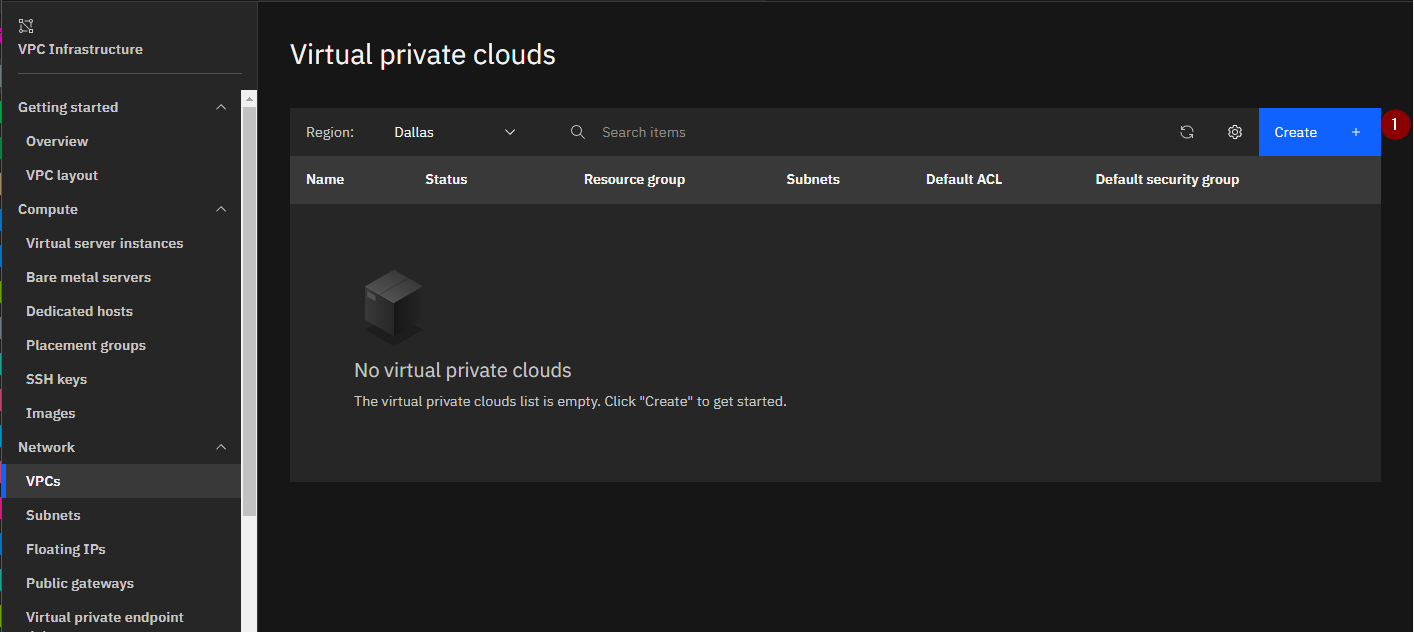 VPC Infrastructure
Getting started
Overview
VPC layout
Compute
Virtual server instances
Bare metal servers
Dedicated hosts
Placement groups
SSH keys
Images
Network
VPCs
Subnets
Floating IPs
Public gateways
Virtual private endpoint
Virtual private clouds
Region: Dallas Search items Create + 1
Name Status Resource group Subnets Default ACL Default security group
No virtual private clouds
The virtual private clouds list is empty. Click "Create" to get started.